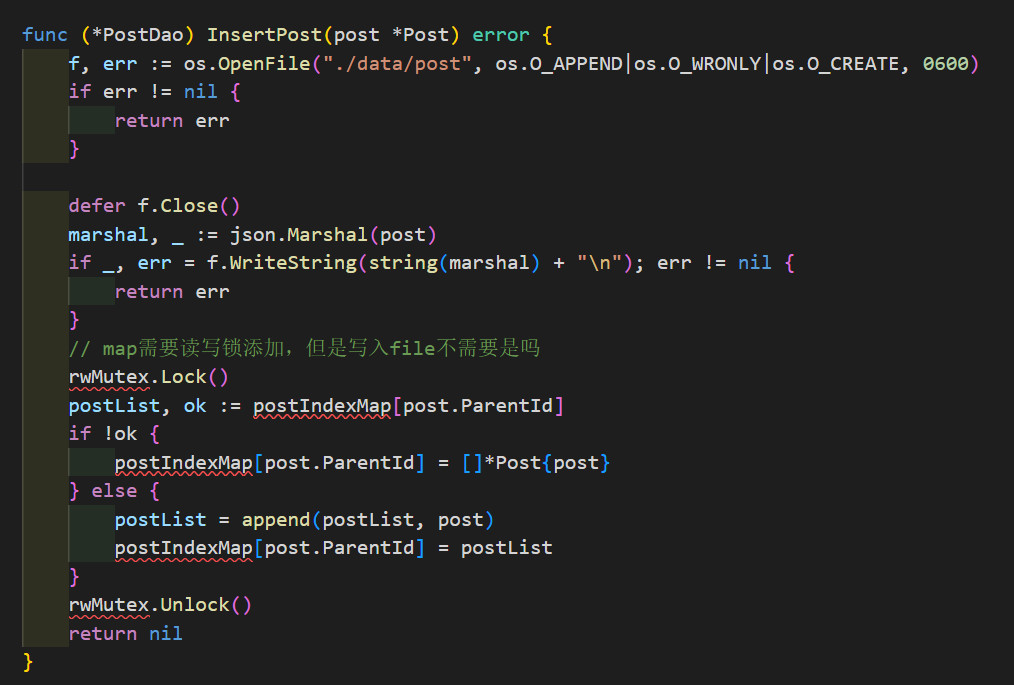 func (*PostDao) InsertPost(post *Post) error {
    f, err := os.OpenFile("./data/post", os.O_APPEND|os.O_WRONLY|os.O_CREATE, 0600)
    if err != nil {
        return err
    }

    defer f.Close()
    marshal, _ := json.Marshal(post)
    if _, err = f.WriteString(string(marshal) + "\n"); err != nil {
        return err
    }
    // map需要读写锁添加，但是写入file不需要是吗
    rwMutex.Lock()
    postList, ok := postIndexMap[post.ParentId]
    if !ok {
        postIndexMap[post.ParentId] = []*Post{post}
    } else {
        postList = append(postList, post)
        postIndexMap[post.ParentId] = postList
    }
    rwMutex.Unlock()
    return nil
}